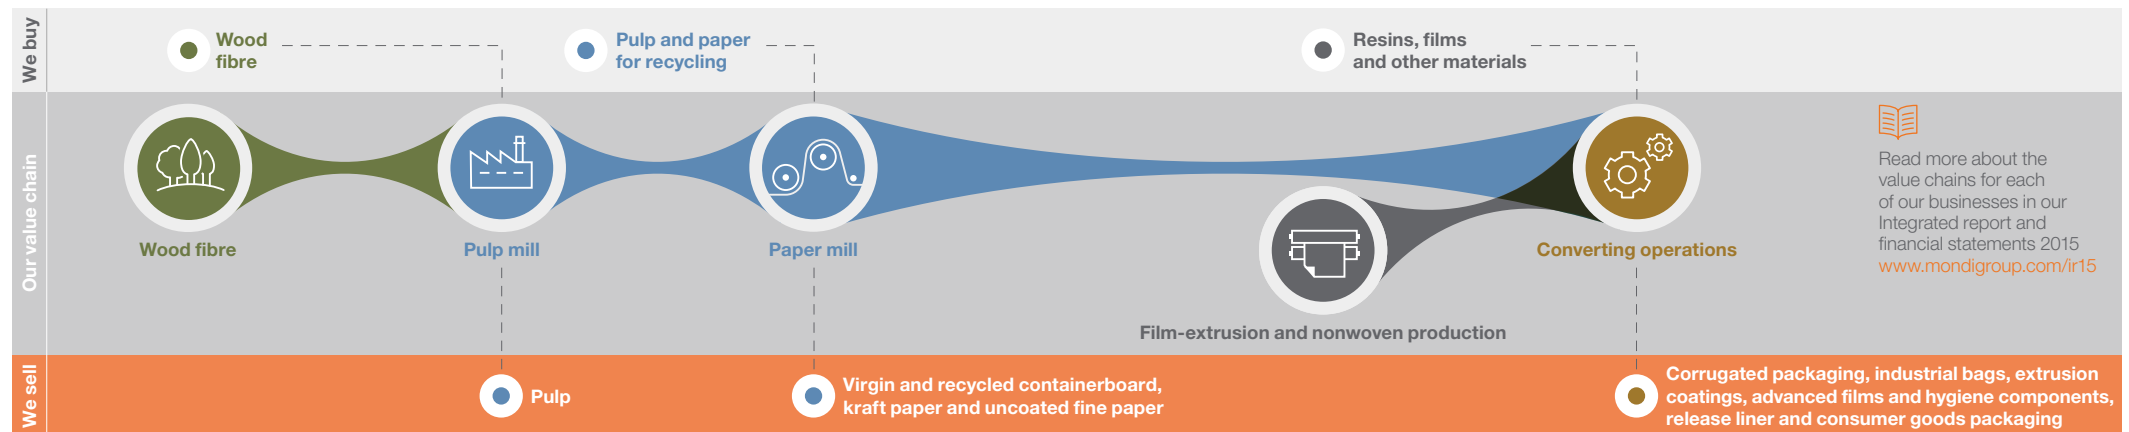 We buy
Wood
fibre
Pulp and paper
for recycling
Resins, films
and other materials
Our value chain
Wood fibre
Pulp mill
Paper mill
Film-extrusion and nonwoven production
Converting operations
Read more about the
value chains for each
of our businesses in our
Integrated report and
financial statements 2015
www.mondigroup.com/ir15
We sell
Pulp
Virgin and recycled containerboard,
kraft paper and uncoated fine paper
Corrugated packaging, industrial bags, extrusion
coatings, advanced films and hygiene components,
release liner and consumer goods packaging